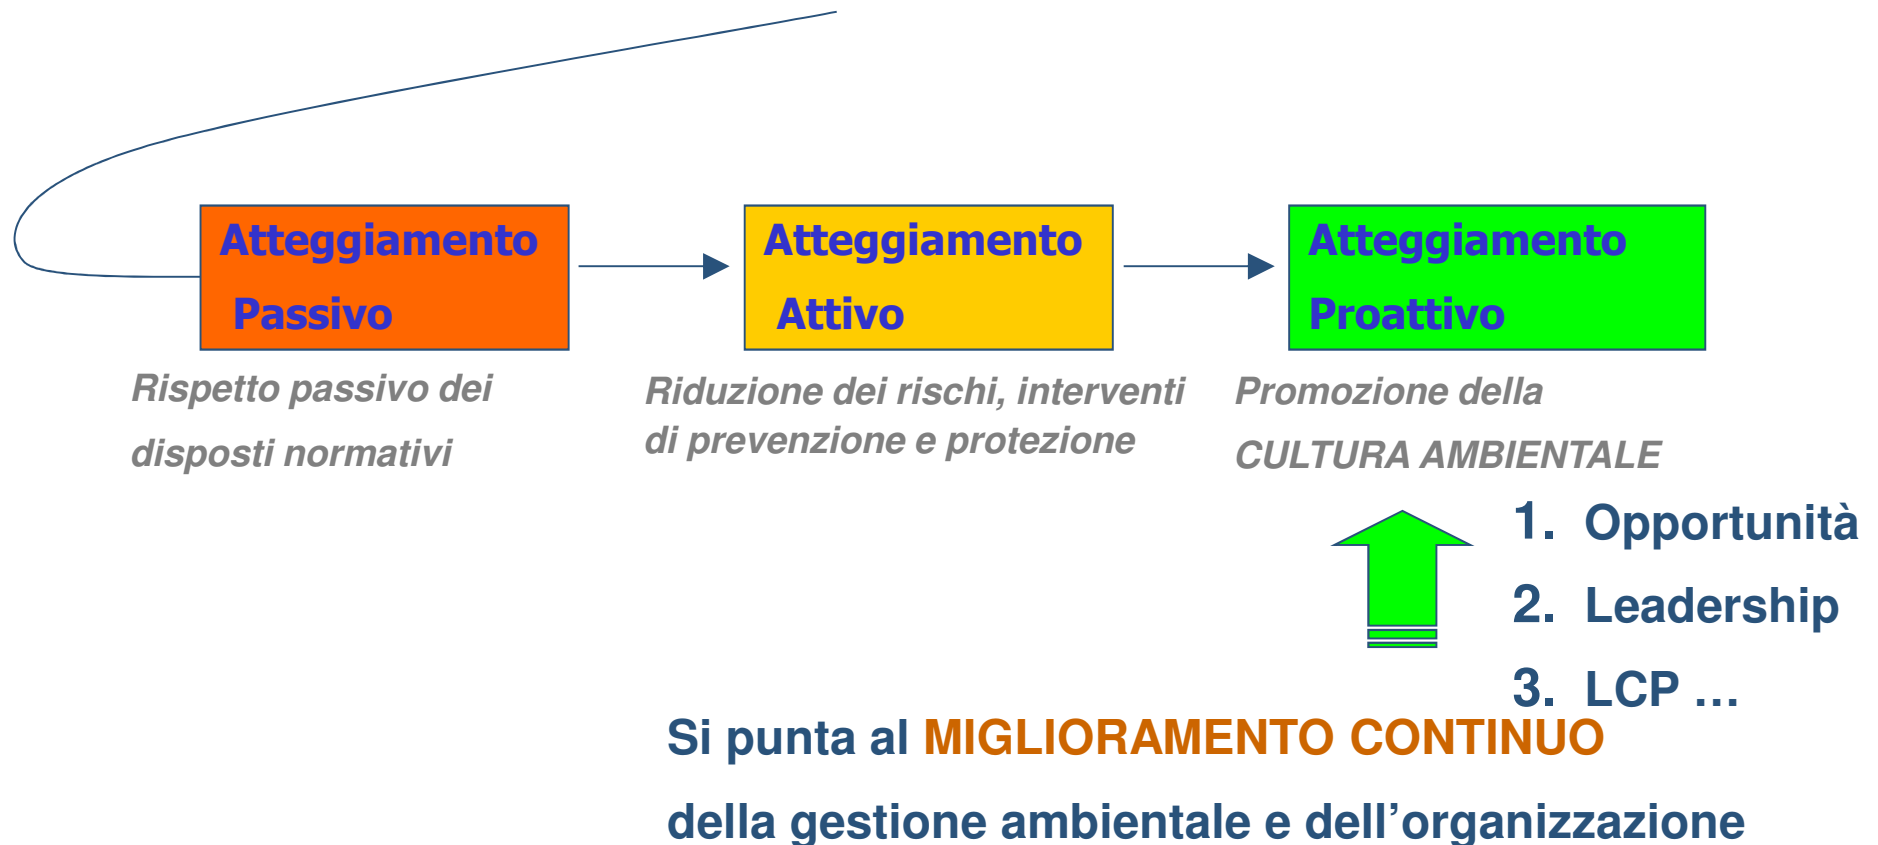 Atteggiamento
Passivo
Atteggiamento
Attivo
Atteggiamento
Proattivo
Rispetto passivo dei
disposti normativi
Riduzione dei rischi, interventi
di prevenzione e protezione
Promozione della
CULTURA AMBIENTALE
1. Opportunità
2. Leadership
3. LCP …
Si punta al MIGLIORAMENTO CONTINUO
della gestione ambientale e dell’organizzazione